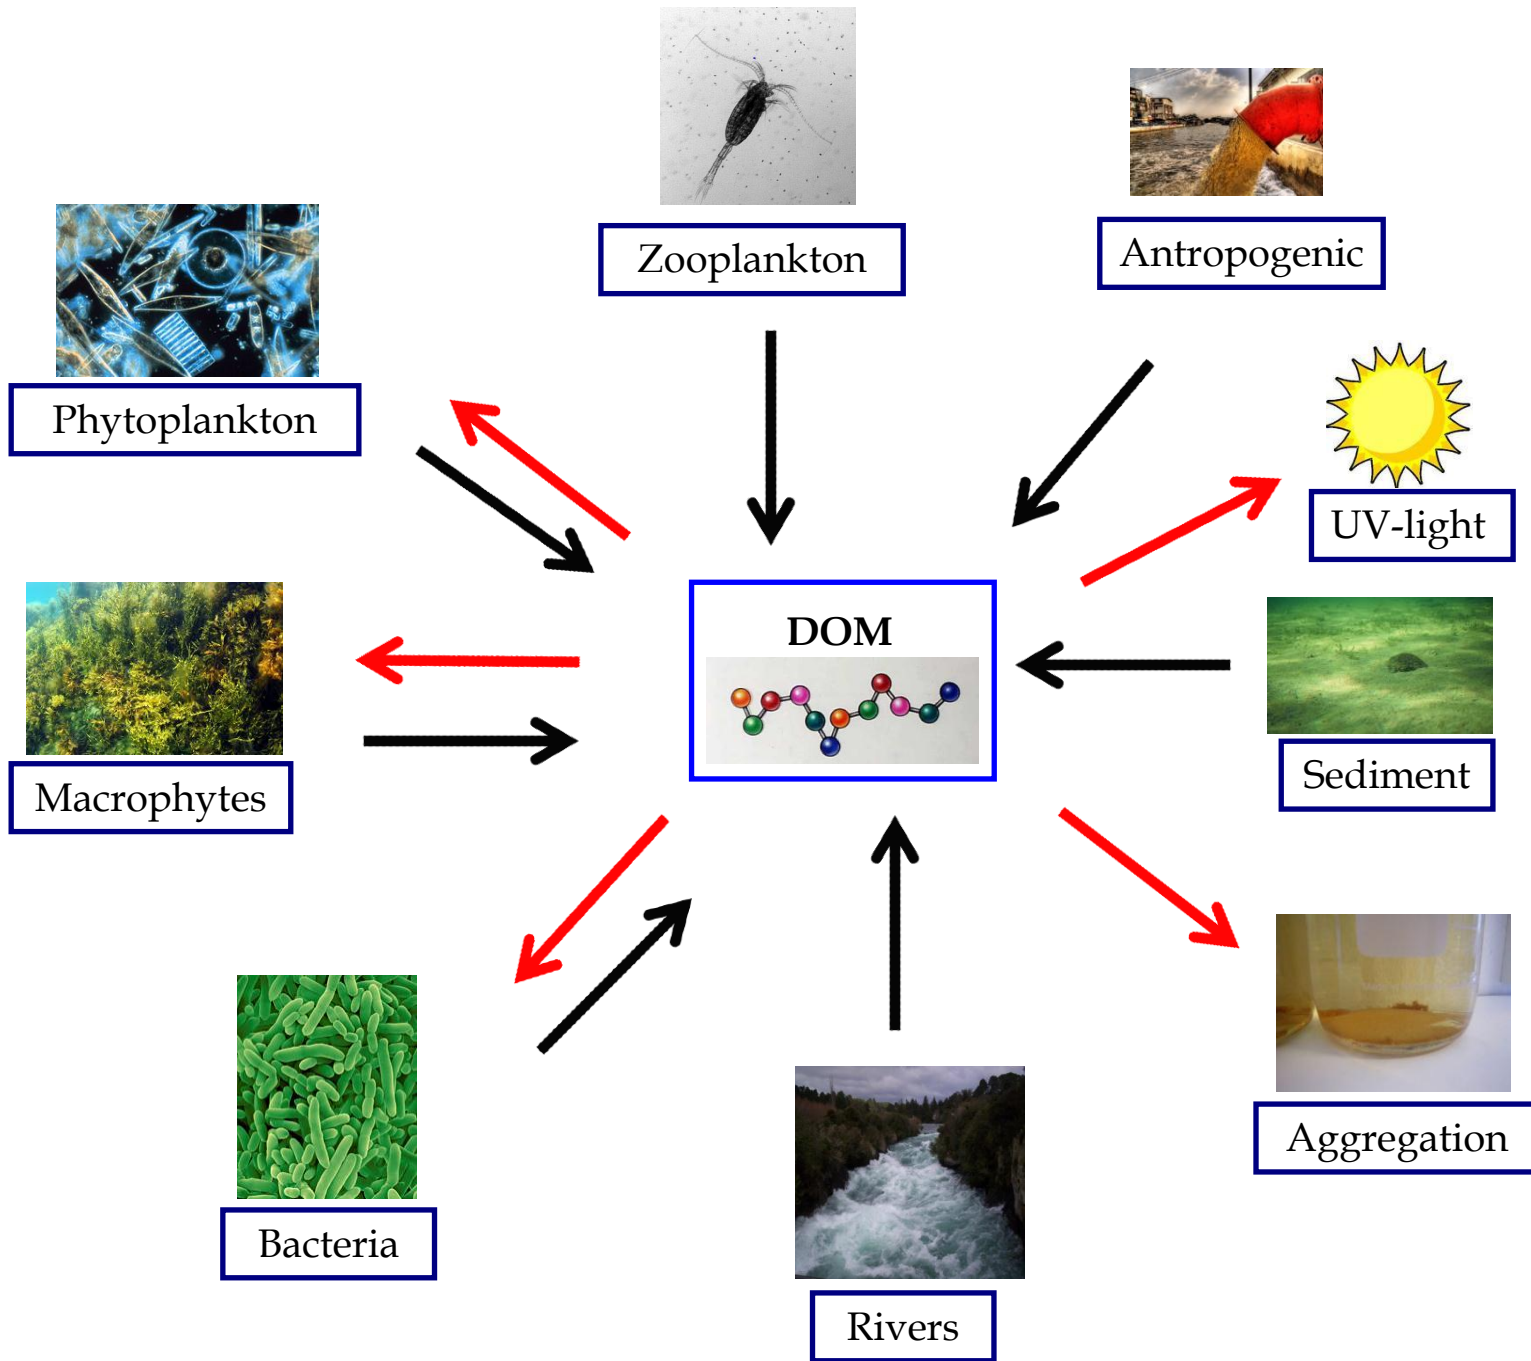 Zooplankton
Antropogenic
Phytoplankton
UV-light
DOM
Macrophytes
Sediment
Aggregation
Bacteria
Rivers